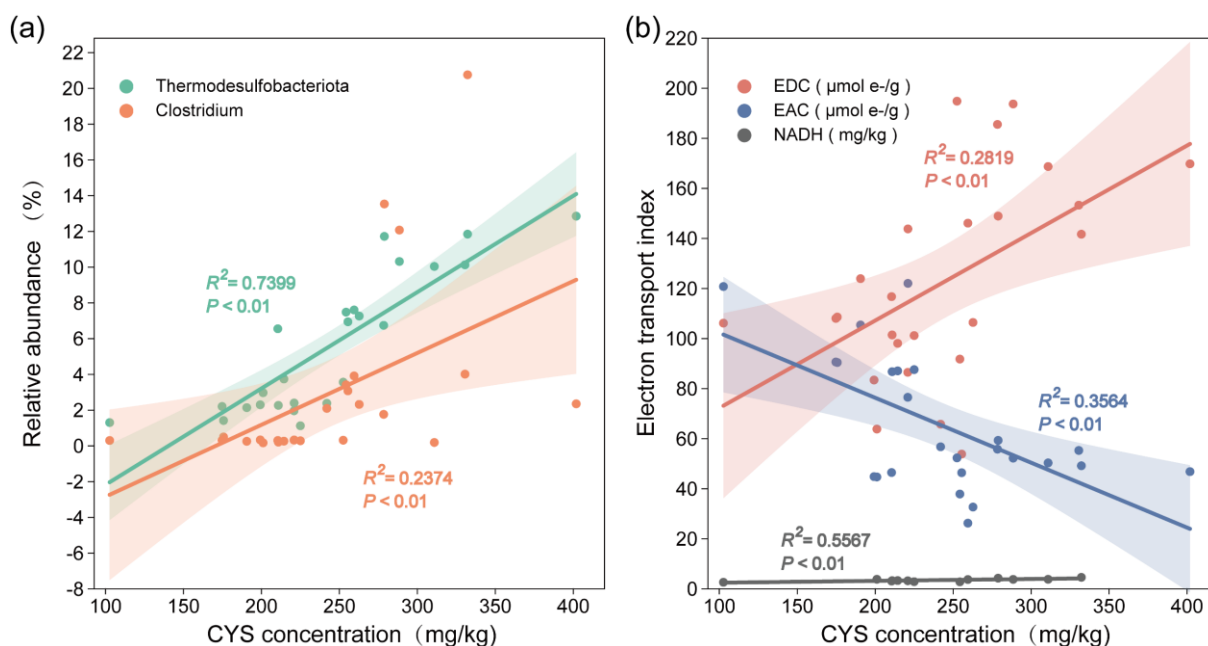 (a)
22
20
18
16
14
12
10
8
6
4
2
0
-2
-4
-6
-8
Relative abundance (%)
Thermodesulfobacteriota
Clostridium
R²= 0.7399
P < 0.01
R²= 0.2374
P < 0.01
100 150 200 250 300 350 400
CYS concentration (mg/kg)
(b)
220
200
180
160
140
120
100
80
60
40
20
0
Electron transport index
EDC ( μmol e-/g )
EAC ( μmol e-/g )
NADH ( mg/kg )
R²= 0.2819
P < 0.01
R²= 0.3564
P < 0.01
R²= 0.5567
P < 0.01
100 150 200 250 300 350 400
CYS concentration (mg/kg)